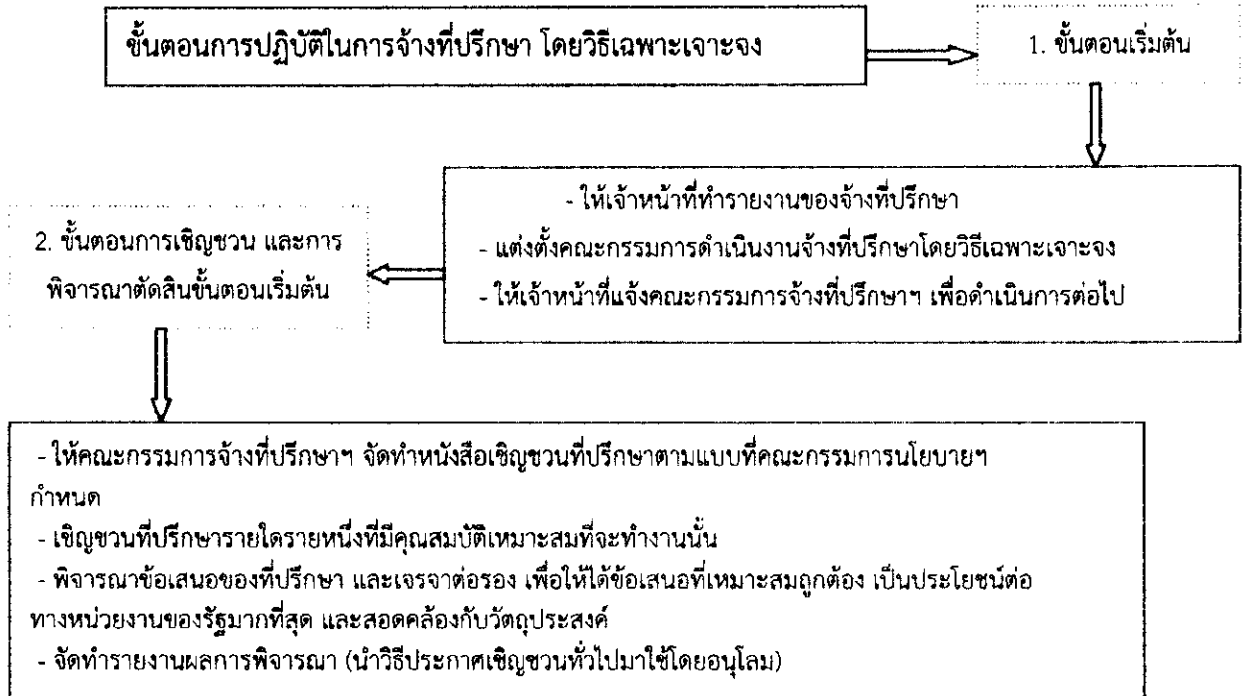 ขั้นตอนการปฏิบัติในการจ้างที่ปรึกษา โดยวิธีเฉพาะเจาะจง
1. ขั้นตอนเริ่มต้น
- ให้เจ้าหน้าที่ทำรายงานของจ้างที่ปรึกษา
- แต่งตั้งคณะกรรมการดำเนินงานจ้างที่ปรึกษาโดยวิธีเฉพาะเจาะจง
- ให้เจ้าหน้าที่แจ้งคณะกรรมการจ้างที่ปรึกษาฯ เพื่อดำเนินการต่อไป
2. ขั้นตอนการเชิญชวน และการ
พิจารณาตัดสินขั้นตอนเริ่มต้น
- ให้คณะกรรมการจ้างที่ปรึกษาฯ จัดทำหนังสือเชิญชวนที่ปรึกษาตามแบบที่คณะกรรมการนโยบายฯ
กำหนด
- เชิญชวนที่ปรึกษารายใดรายหนึ่งที่มีคุณสมบัติเหมาะสมที่จะทำงานนั้น
- พิจารณาข้อเสนอของที่ปรึกษา และเจรจาต่อรอง เพื่อให้ได้ข้อเสนอที่เหมาะสมถูกต้อง เป็นประโยชน์ต่อ
ทางหน่วยงานของรัฐมากที่สุด และสอดคล้องกับวัตถุประสงค์
- จัดทำรายงานผลการพิจารณา (นำวิธีประกาศเชิญชวนทั่วไปมาใช้โดยอนุโลม)